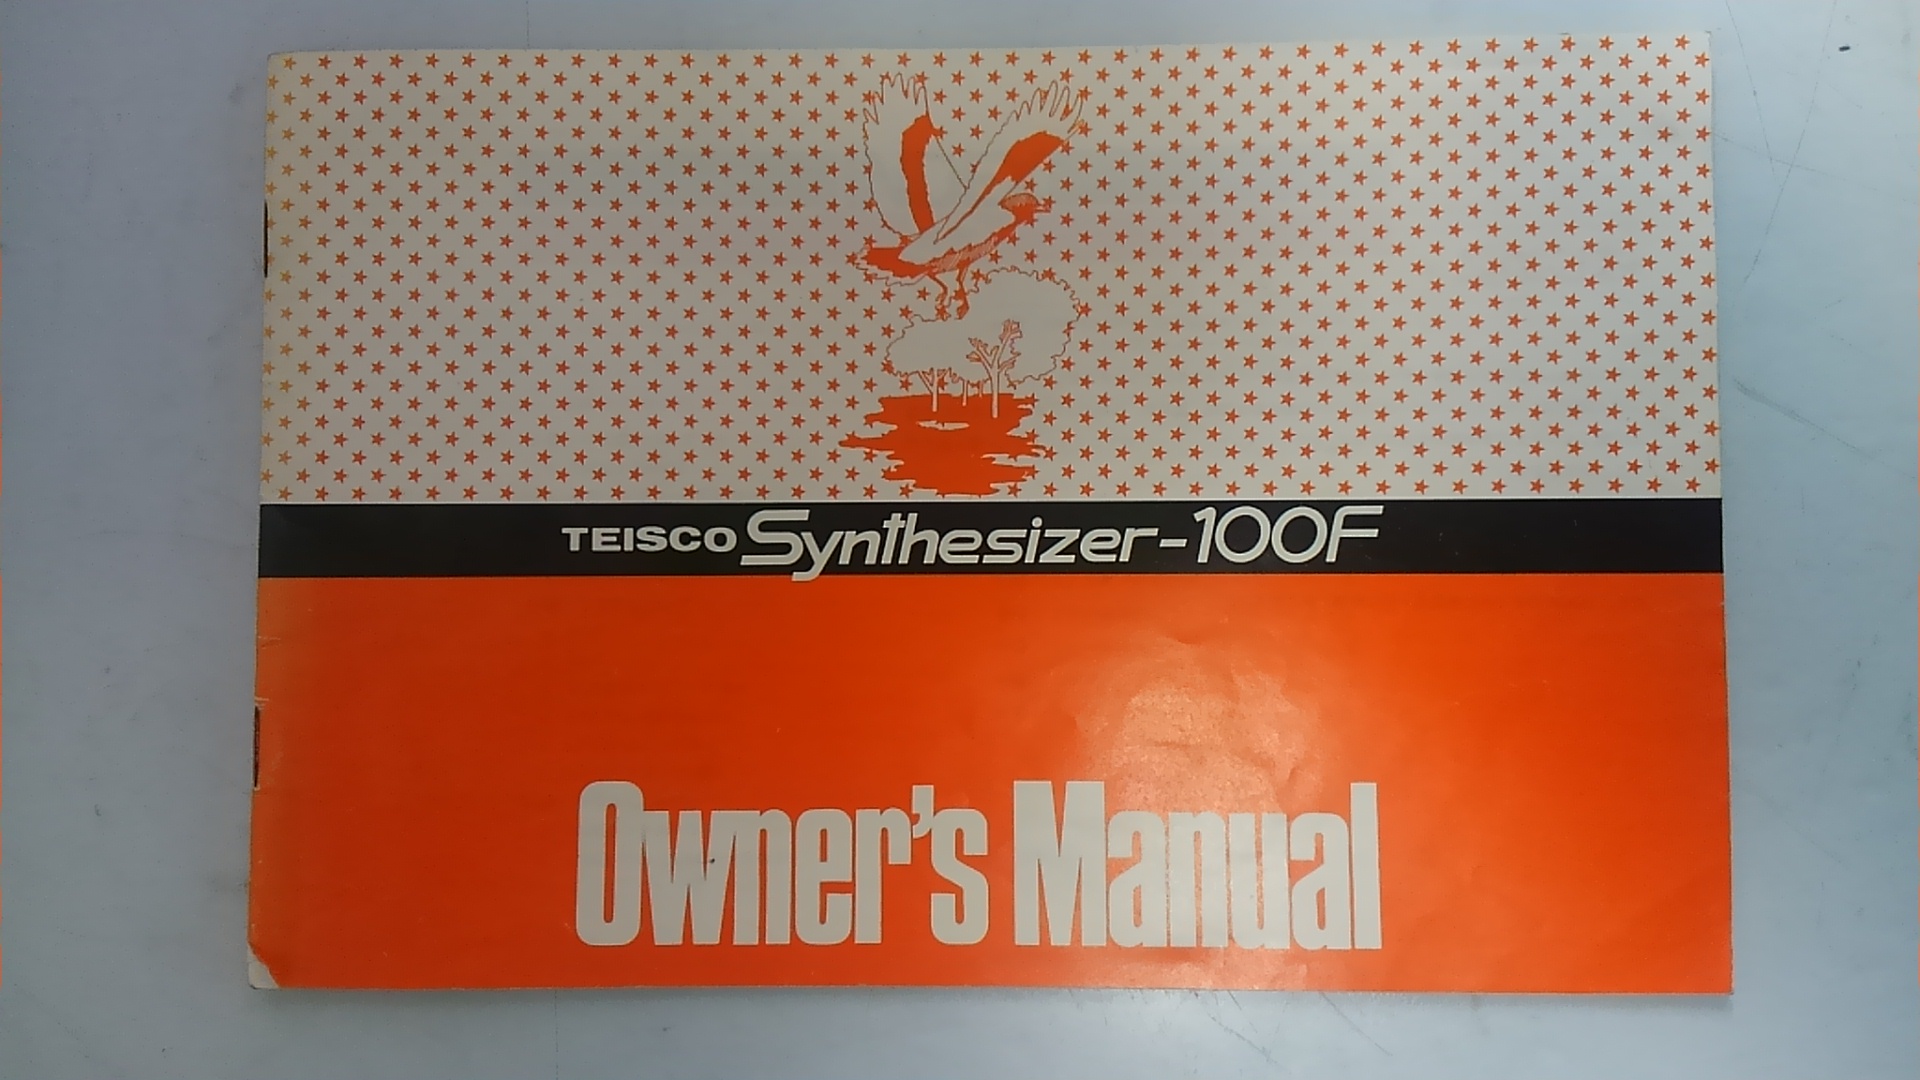 TEISCO Synthesizer-100F
Owner's Manual